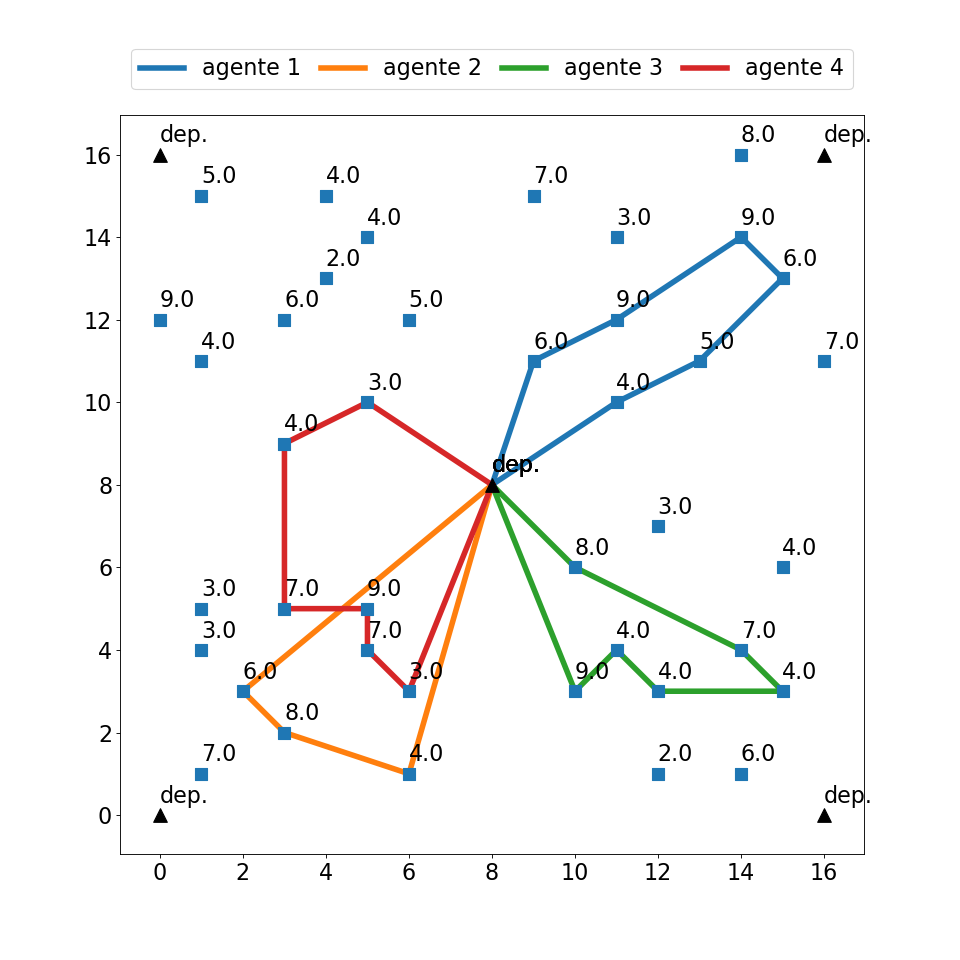 agente 1 agente 2 agente 3 agente 4
dep. 8.0 dep.
16
5.0 4.0 7.0
4.0 3.0 9.0
14
2.0 6.0
9.0 6.0 5.0 9.0
12
4.0 6.0 5.0 7.0
3.0 4.0
10
4.0
dep. dep.
8
3.0
8.0 4.0
6
3.0 7.0 9.0
3.0 7.0 4.0 7.0
4
6.0 3.0 9.0 4.0 4.0
8.0
2
7.0 4.0 2.0 6.0
dep. dep.
0
0 2 4 6 8 10 12 14 16